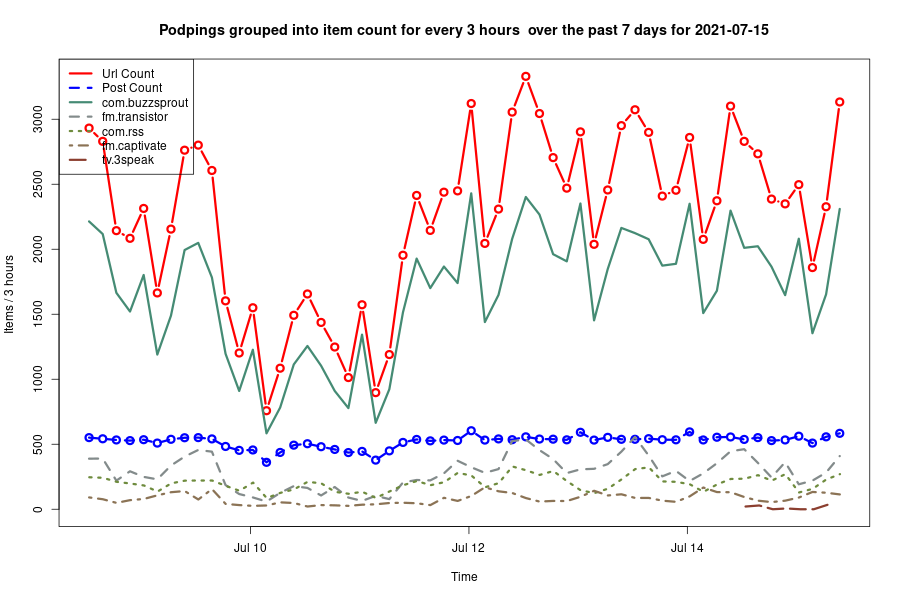 Podpings grouped into item count for every 3 hours  over the past 7 days for 2021-07-15
Url Count
Post Count
com.buzzsprout
fm.transistor
com.rss
fm.captivate
tv.3speak
Items / 3 hours
3000
2500
2000
1500
1000
500
0
Jul 10
Jul 12
Jul 14
Time